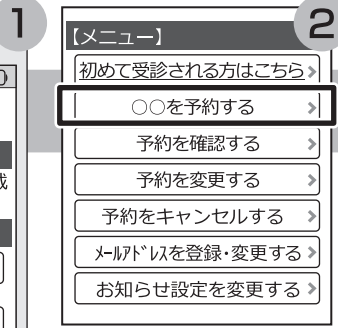 1
2
【メニュー】
初めて受診される方はこちら
○○を予約する
予約を確認する
予約を変更する
予約をキャンセルする
ﾒｰﾙｱﾄﾞﾚｽを登録・変更する
お知らせ設定を変更する